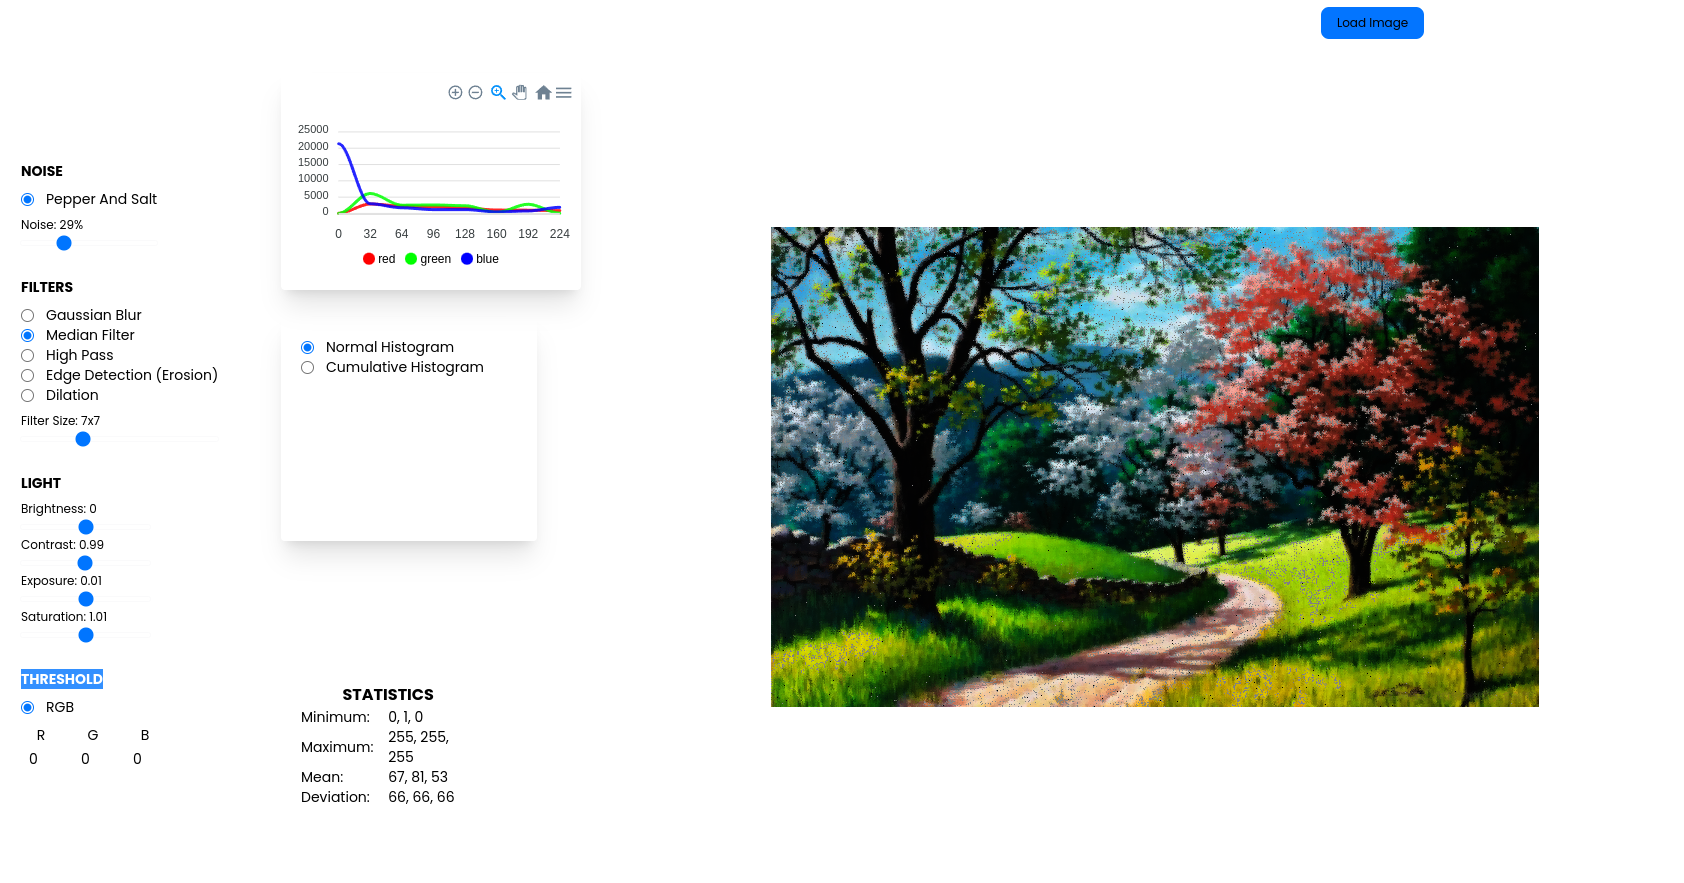 Load Image
NOISE
Pepper And Salt
Noise: 29%
FILTERS
Gaussian Blur
Median Filter
High Pass
Edge Detection (Erosion)
Dilation
Filter Size: 7x7
LIGHT
Brightness: 0
Contrast: 0.99
Exposure: 0.01
Saturation: 1.01
THRESHOLD
RGB
R G B
0 0 0
25000
20000
15000
10000
5000
0
0 32 64 96 128 160 192 224
red green blue
Normal Histogram
Cumulative Histogram
STATISTICS
Minimum: 0, 1, 0
Maximum: 255, 255,
255
Mean: 67, 81, 53
Deviation: 66, 66, 66